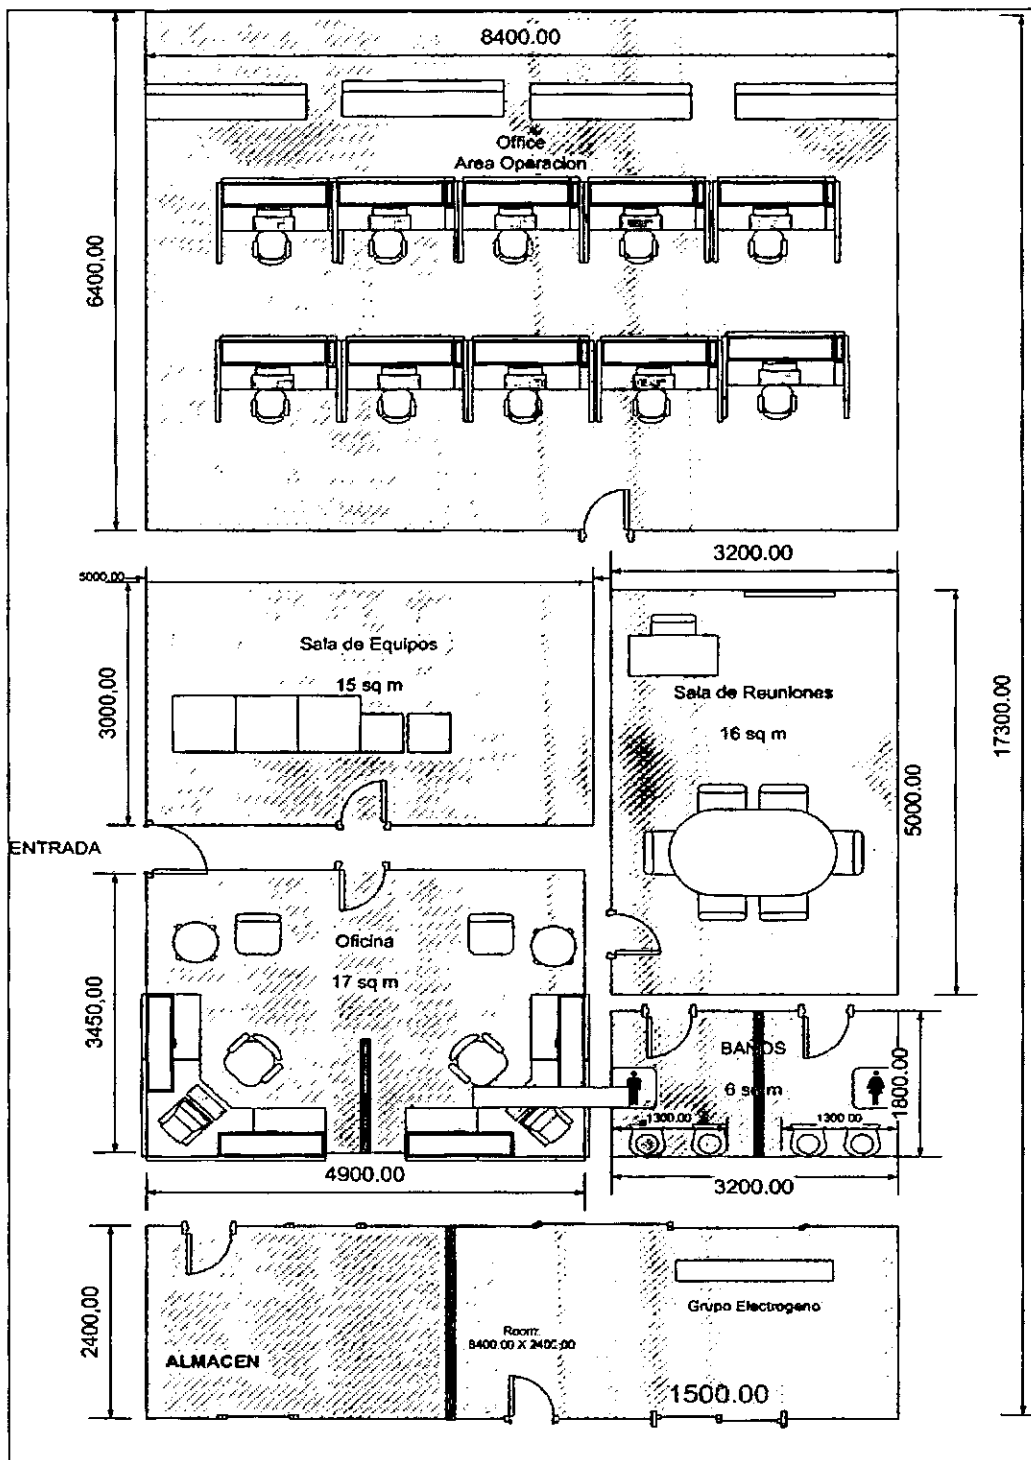 8400.00
Office
Area Operacion
6400,00
3200.00
5000.00
Sala de Equipos
15 sq m
3000,00
Sala de Reuniones
16 sq m
17300.00
5000.00
ENTRADA
Oficina
17 sq m
3450,00
BAÑOS
6 sq m
1800.00
1300.00
1300.00
4900.00
3200.00
2400,00
Grupo Electrogeno
Room:
8400.00 X 2400.00
ALMACEN
1500.00